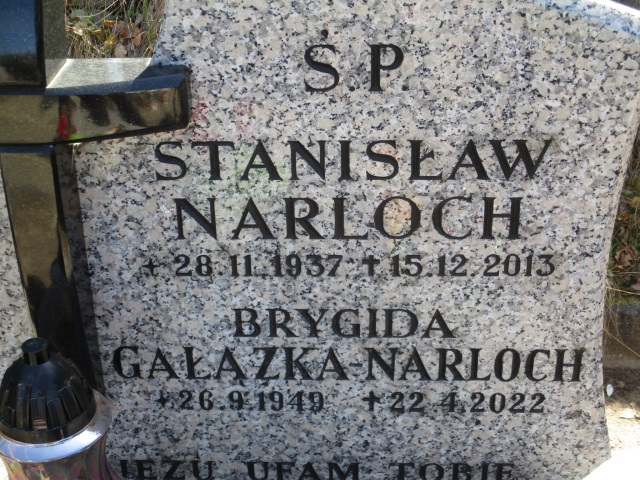 Ś.P.
STANISŁAW
NARLOCH
* 28.11.1937 † 15.12.2013
BRYGIDA
GAŁĄZKA-NARLOCH
* 26.9.1949 † 22.4.2022
JEZU UFAM TOBIE